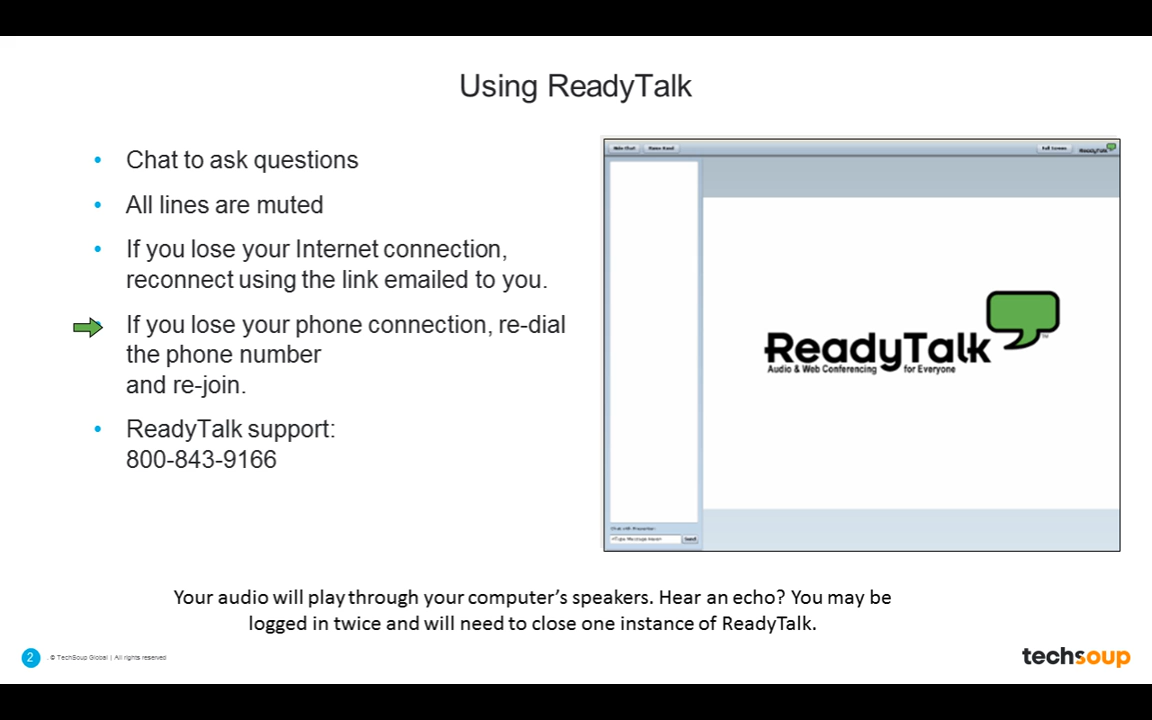 Using ReadyTalk
Chat to ask questions
All lines are muted
If you lose your Internet connection,
reconnect using the link emailed to you.
If you lose your phone connection, re-dial
the phone number
and re-join.
ReadyTalk support:
800-843-9166
Full Screen
ReadyTalk
ReadyTalk
Audio & Web Conferencing for Everyone
Send
Your audio will play through your computer’s speakers. Hear an echo? You may be
logged in twice and will need to close one instance of ReadyTalk.
2
© TechSoup Global | All rights reserved
techsoup